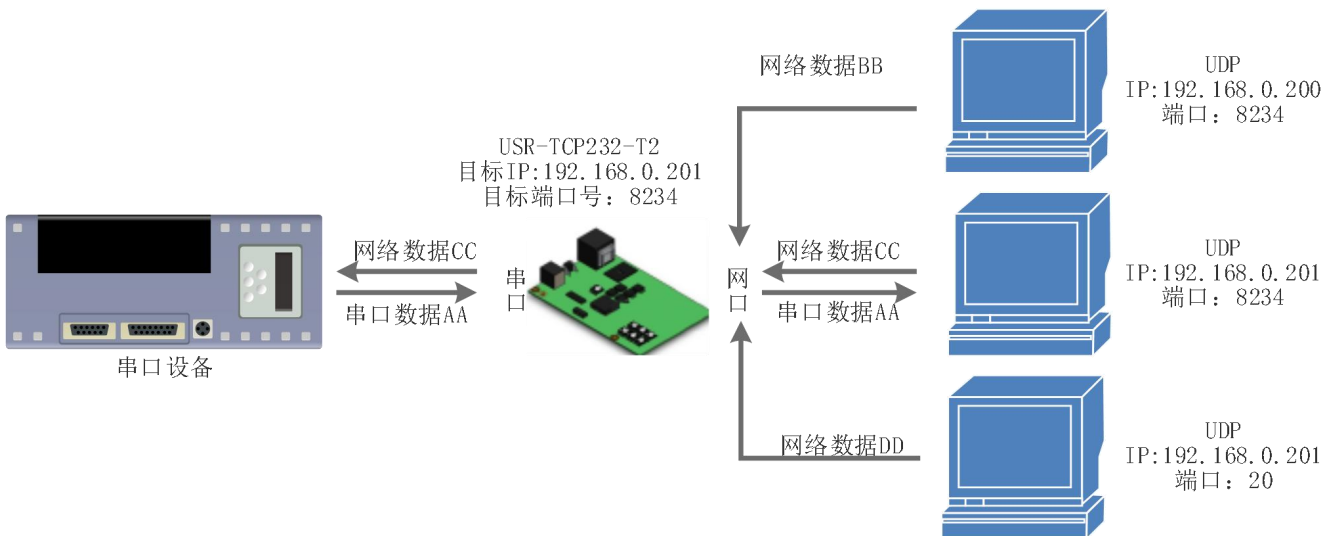 网络数据BB
UDP
IP:192.168.0.200
端口：8234
USR-TCP232-T2
目标IP:192.168.0.201
目标端口号：8234
网络数据CC
串口数据AA
串口
网口
网络数据CC
串口数据AA
UDP
IP:192.168.0.201
端口：8234
串口设备
网络数据DD
UDP
IP:192.168.0.201
端口：20